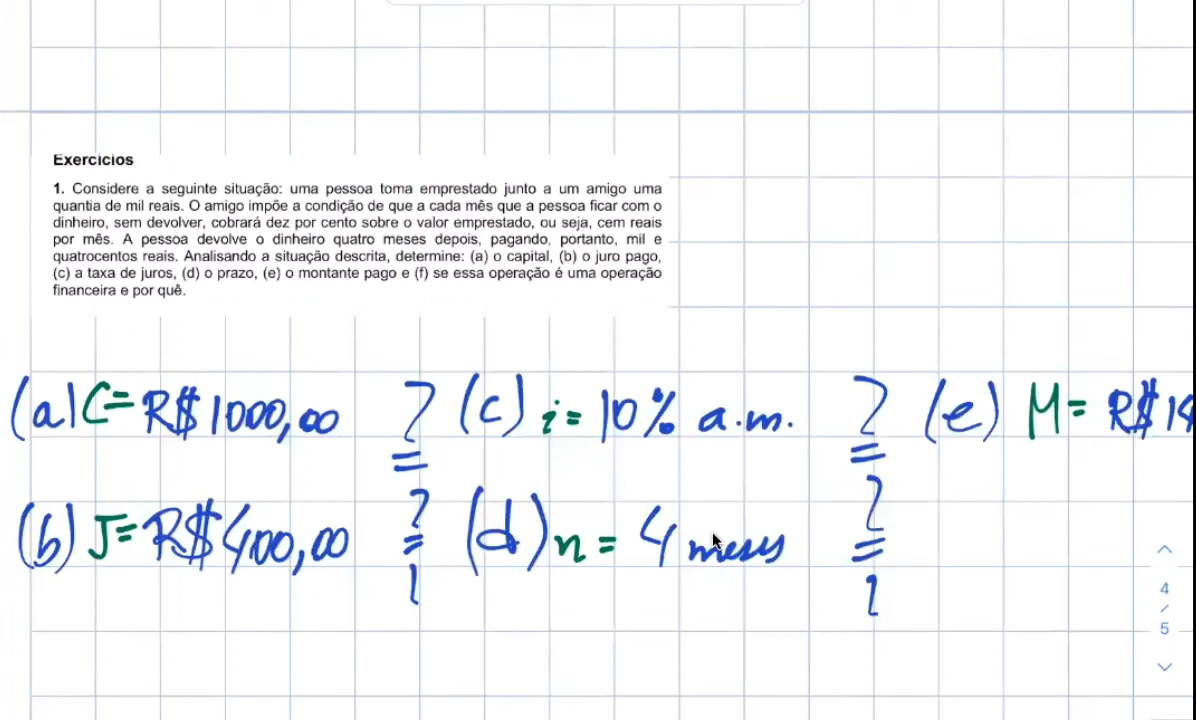 Exercícios
1. Considere a seguinte situação: uma pessoa toma emprestado junto a um amigo uma
quantia de mil reais. O amigo impõe a condição de que a cada mês que a pessoa ficar com o
dinheiro, sem devolver, cobrará dez por cento sobre o valor emprestado, ou seja, cem reais
por mês. A pessoa devolve o dinheiro quatro meses depois, pagando, portanto, mil e
quatrocentos reais. Analisando a situação descrita, determine: (a) o capital, (b) o juro pago,
(c) a taxa de juros, (d) o prazo, (e) o montante pago e (f) se essa operação é uma operação
financeira e por quê.
(a) C= R$ 1000,00 (c) i = 10% a.m. (e) M= R$ 14
(b) J= R$ 400,00 (d) n = 4 meses
4
/
5